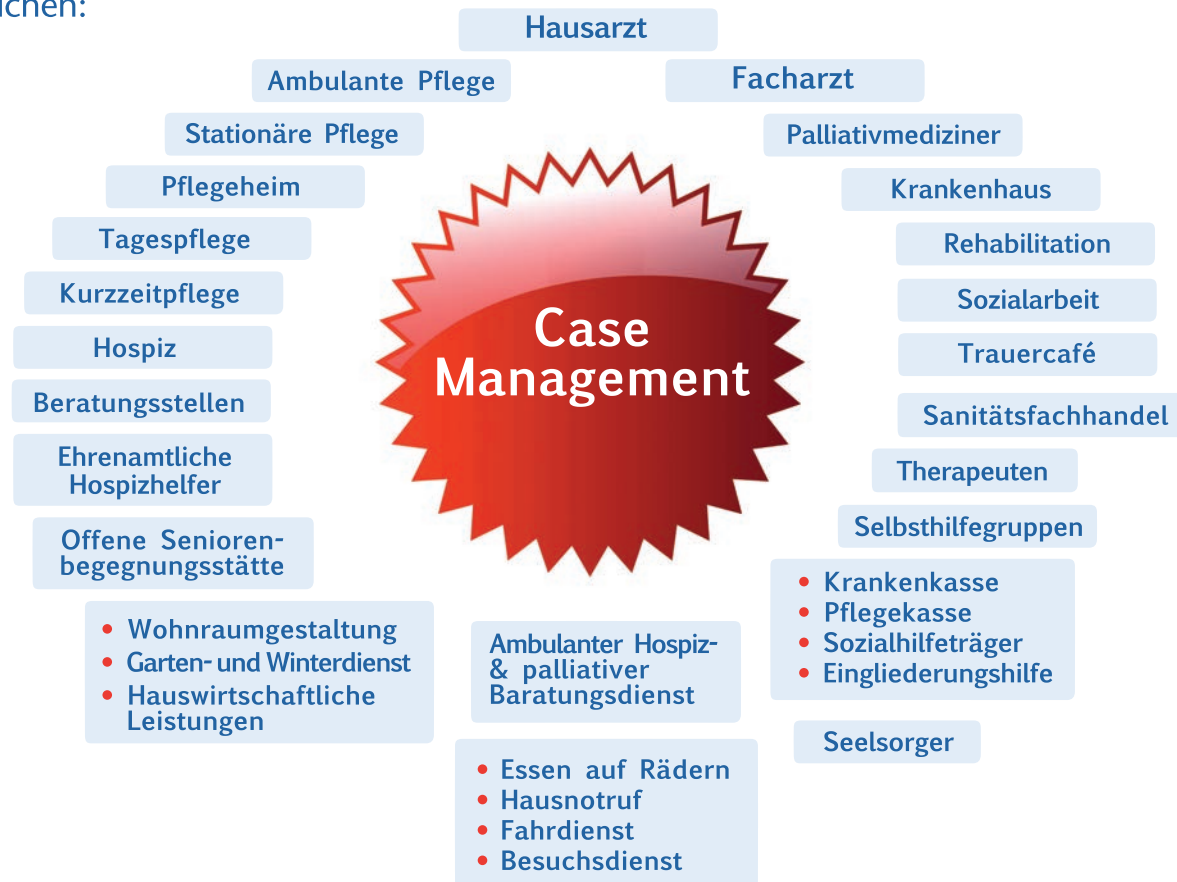 Hausarzt
Ambulante Pflege
Facharzt
Stationäre Pflege
Palliativmediziner
Pflegeheim
Krankenhaus
Tagespflege
Rehabilitation
Kurzzeitpflege
Sozialarbeit
Case
Management
Hospiz
Trauercafé
Beratungsstellen
Sanitätsfachhandel
Ehrenamtliche
Hospizhelfer
Therapeuten
Offene Senioren-
begegnungsstätte
Selbsthilfegruppen
• Wohnraumgestaltung
• Garten- und Winterdienst
• Hauswirtschaftliche
Leistungen
Ambulanter Hospiz-
& palliativer
Baratungsdienst
• Krankenkasse
• Pflegekasse
• Sozialhilfeträger
• Eingliederungshilfe
Seelsorger
• Essen auf Rädern
• Hausnotruf
• Fahrdienst
• Besuchsdienst